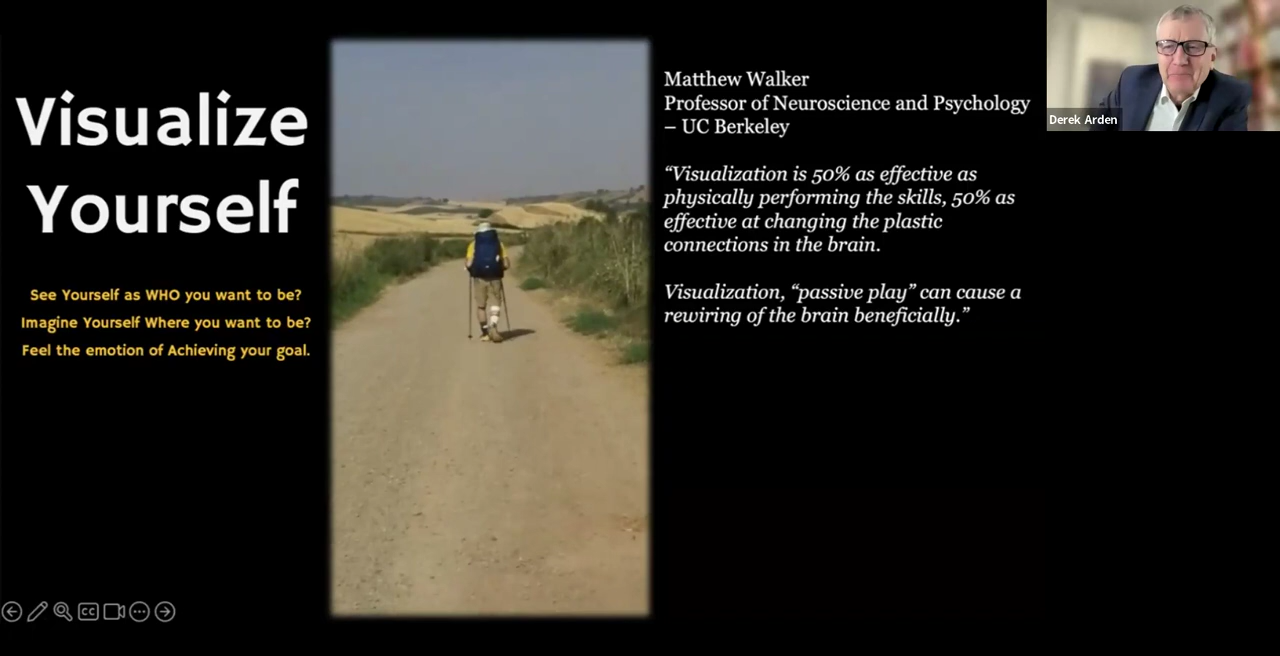 Visualize
Yourself
See Yourself as WHO you want to be?
Imagine Yourself Where you want to be?
Feel the emotion of Achieving your goal.
Matthew Walker
Professor of Neuroscience and Psychology
– UC Berkeley
“Visualization is 50% as effective as
physically performing the skills, 50% as
effective at changing the plastic
connections in the brain.
Visualization, “passive play” can cause a
rewiring of the brain beneficially.”
Derek Arden
CC